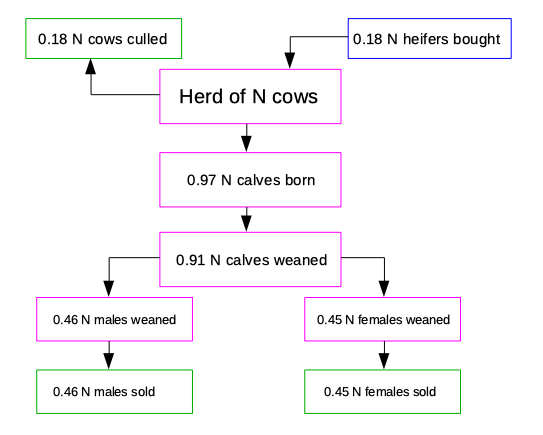 0.18 N cows culled
0.18 N heifers bought
Herd of N cows
0.97 N calves born
0.91 N calves weaned
0.46 N males weaned
0.45 N females weaned
0.46 N males sold
0.45 N females sold